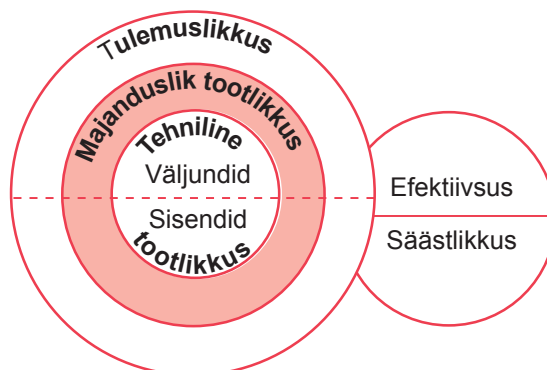 Tulemuslikkus
Majanduslik tootlikkus
Tehniline
Väljundid
Sisendid
tootlikkus
Efektiivsus
Säästlikkus